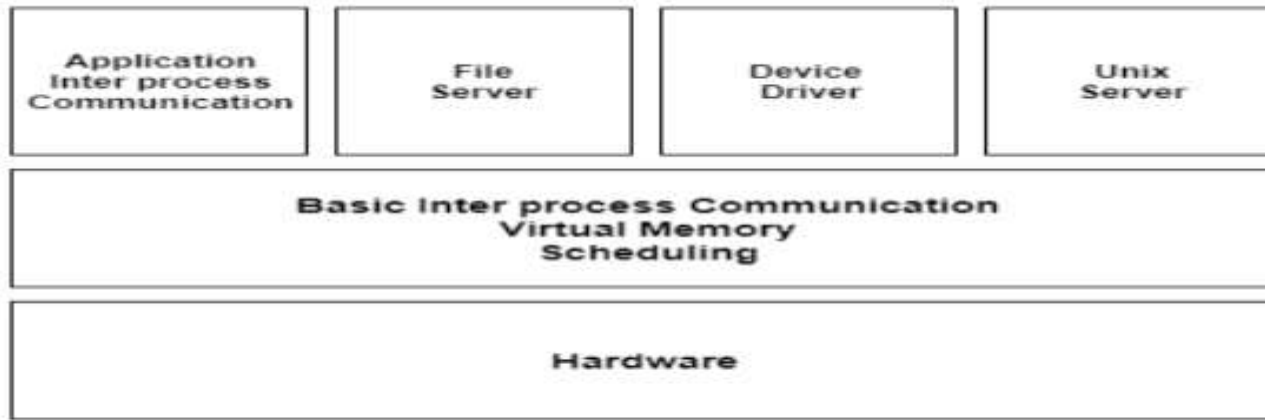 Application
Inter process
Communication
File
Server
Device
Driver
Unix
Server
Basic Inter process Communication
Virtual Memory
Scheduling
Hardware